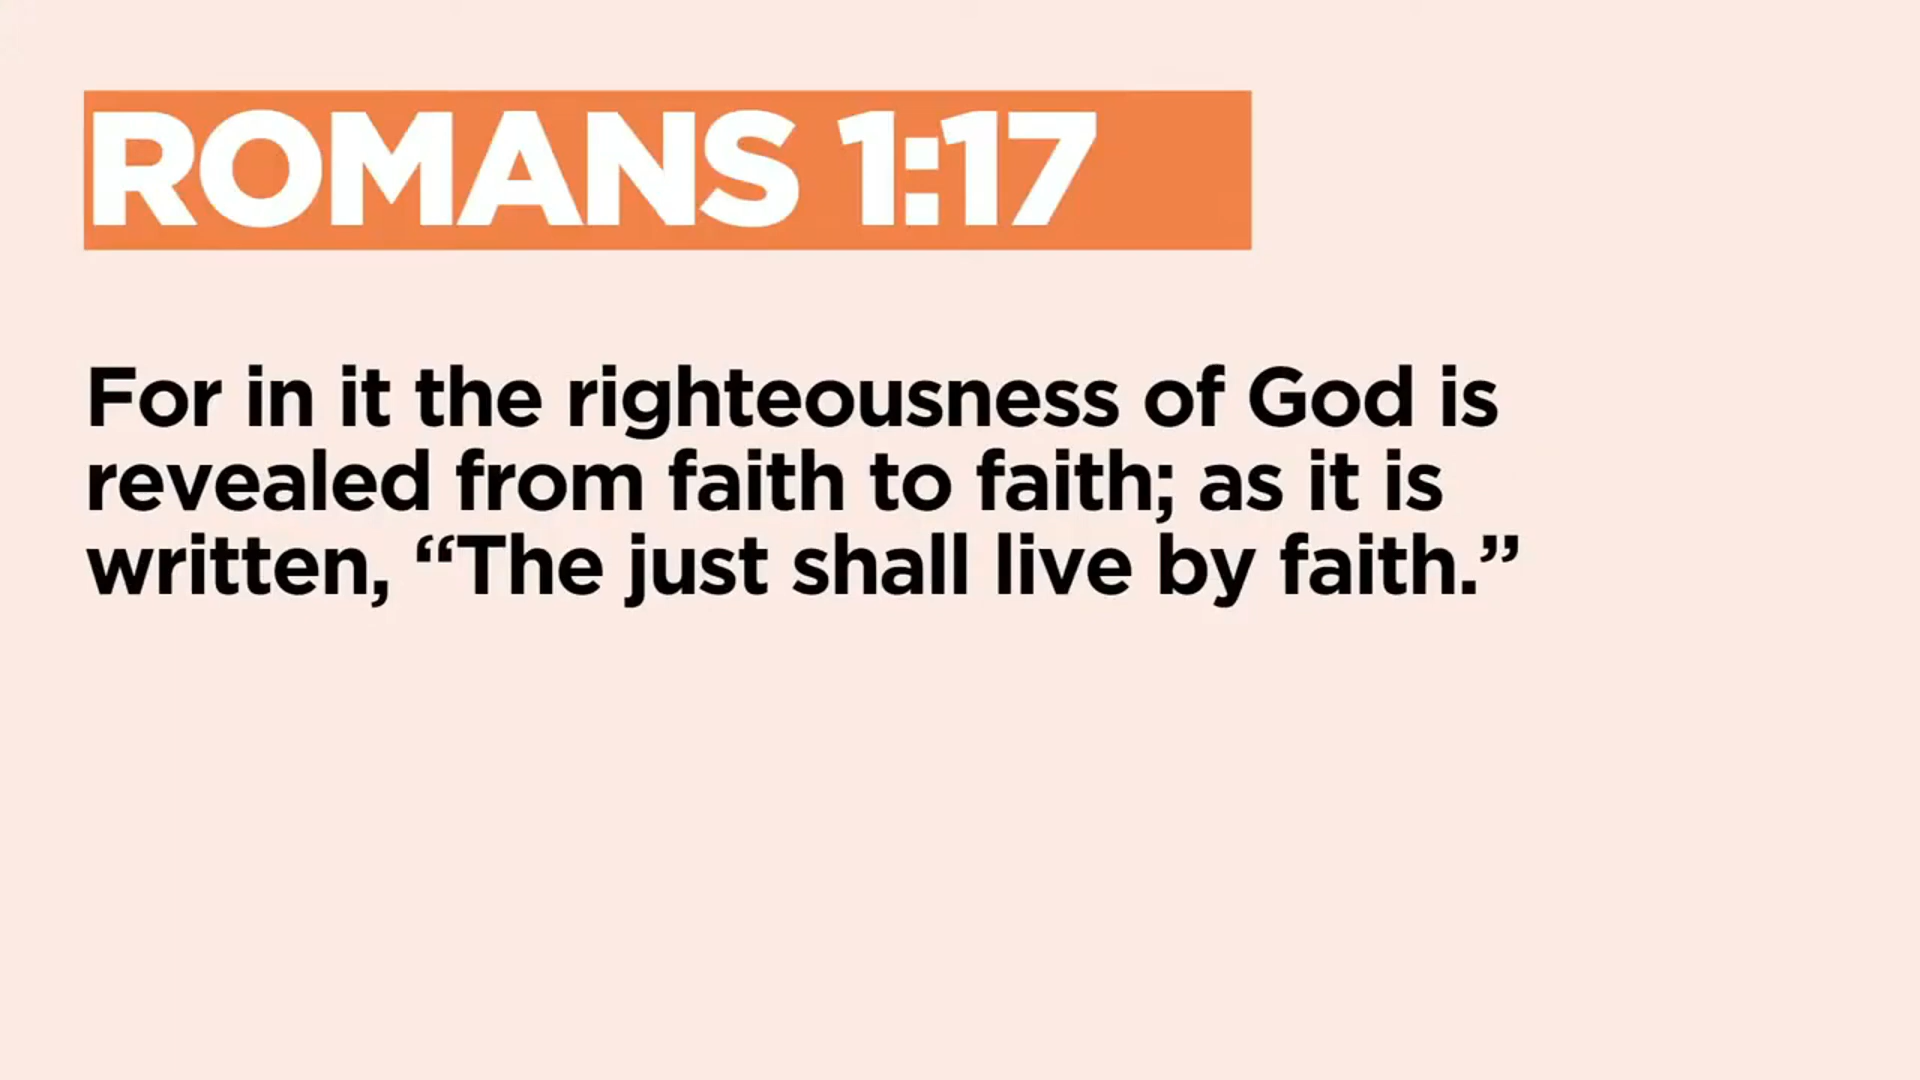 ROMANS 1:17
For in it the righteousness of God is
revealed from faith to faith; as it is
written, “The just shall live by faith.”